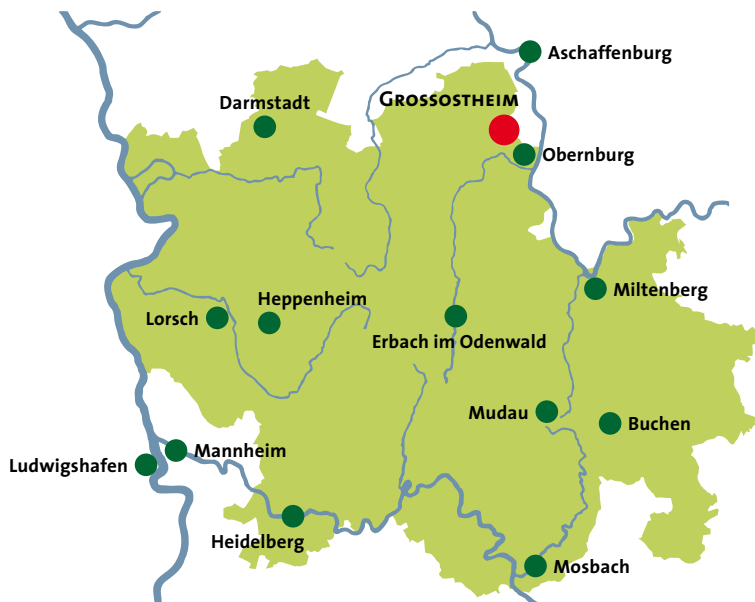 Aschaffenburg
Darmstadt
Grossostheim
Obernburg
Miltenberg
Heppenheim
Lorsch
Erbach im Odenwald
Mudau
Buchen
Mannheim
Ludwigshafen
Heidelberg
Mosbach